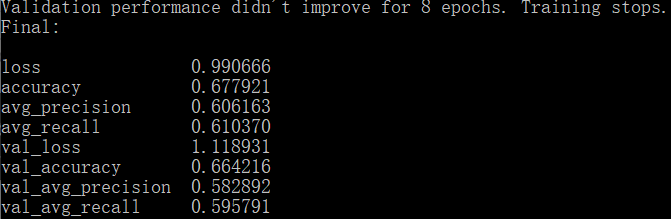 Validation performance didn't improve for 8 epochs. Training stops.
Final:
loss 0.990666
accuracy 0.677921
avg_precision 0.606163
avg_recall 0.610370
val_loss 1.118931
val_accuracy 0.664216
val_avg_precision 0.582892
val_avg_recall 0.595791